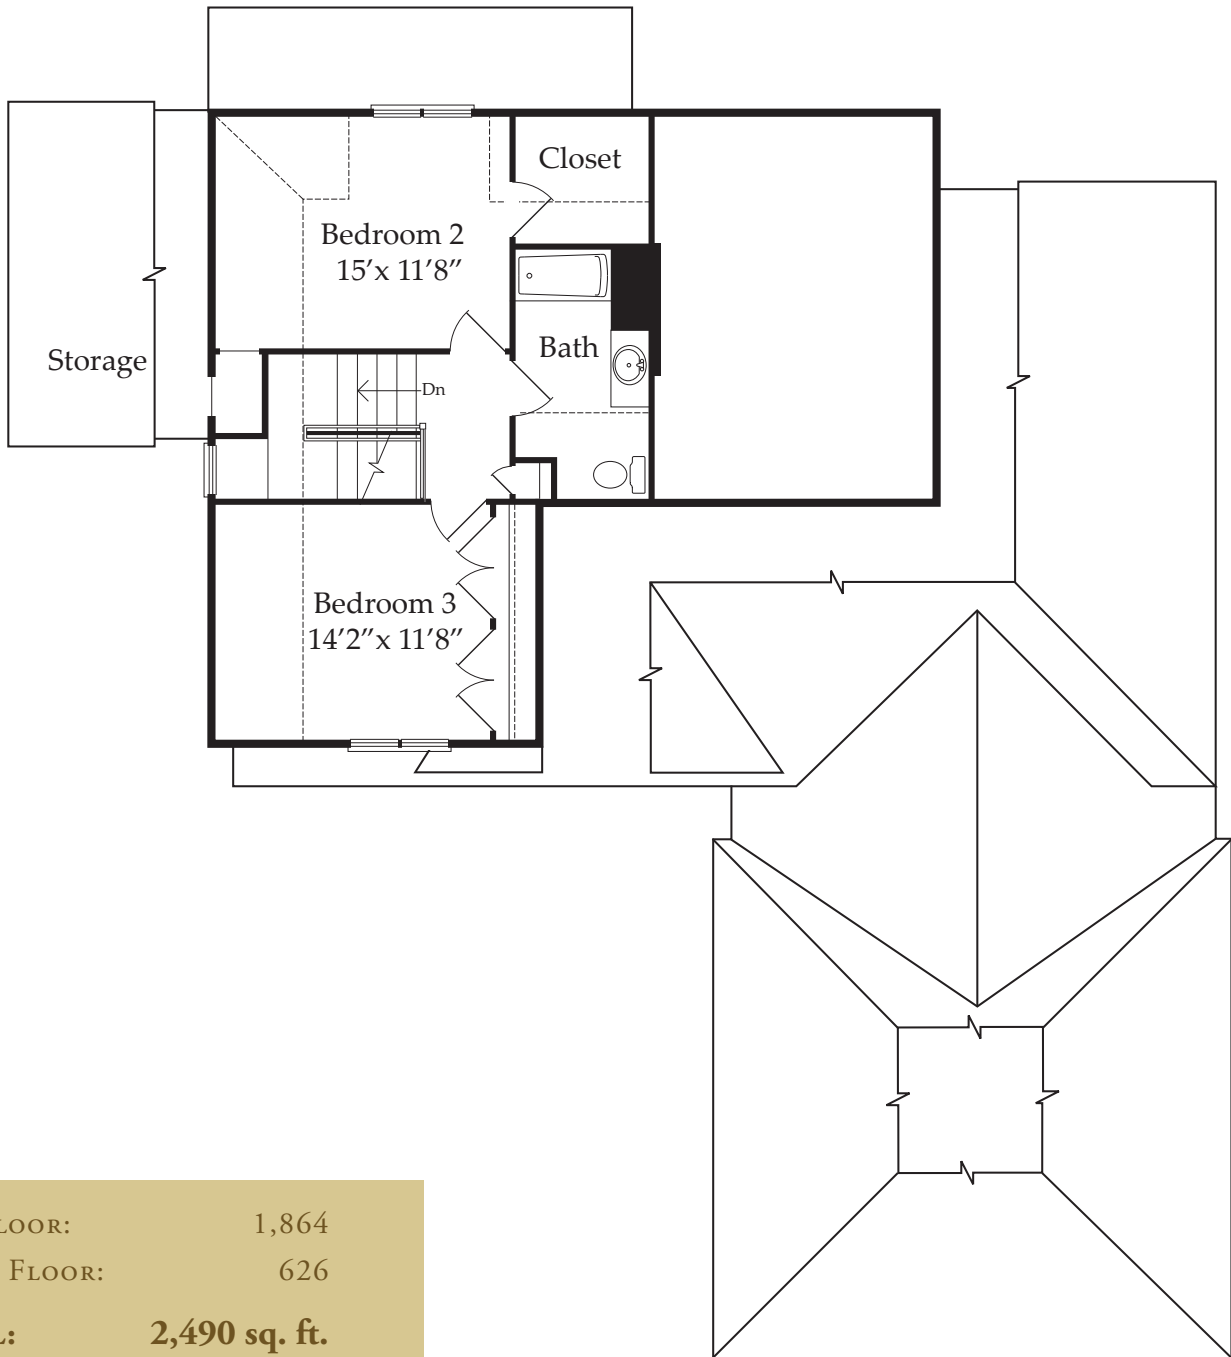 Closet
Bedroom 2
15′x 11′8″
Bath
Storage
Dn
Bedroom 3
14′2″x 11′8″
LOOR: 1,864
FLOOR: 626
L: 2,490 sq. ft.